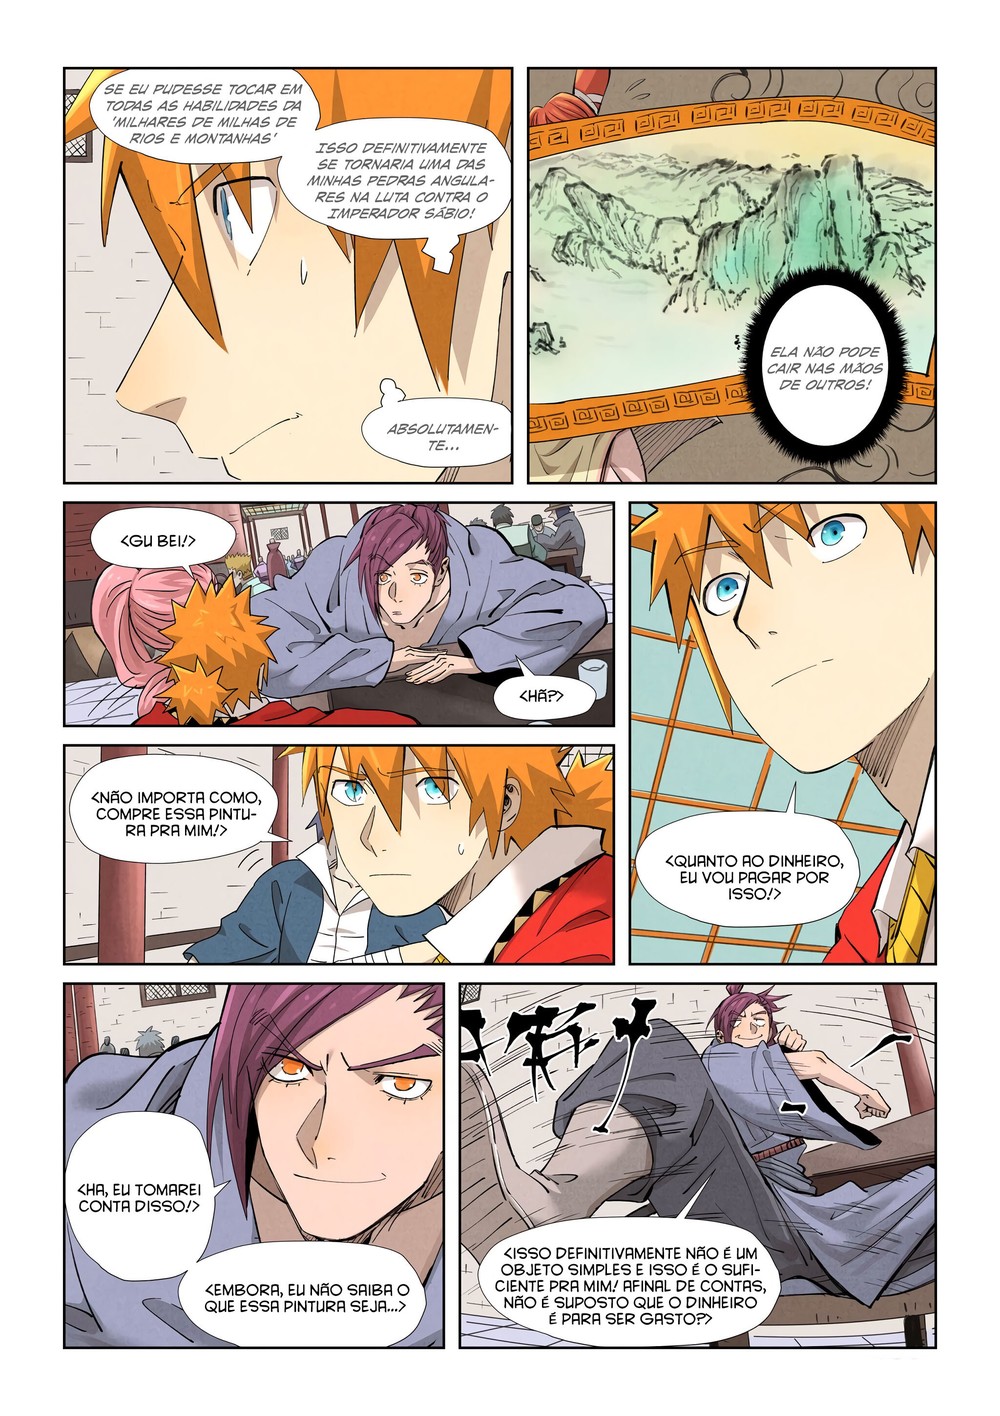 SE EU PUDESSE TOCAR EM
TODAS AS HABILIDADES DA
'MILHARES DE MILHAS DE
RIOS E MONTANHAS'
ISSO DEFINITIVAMENTE
SE TORNARIA UMA DAS
MINHAS PEDRAS ANGULA-
RES NA LUTA CONTRA O
IMPERADOR SÁBIO!
ABSOLUTAMEN-
TE...
ELA NÃO PODE
CAIR NAS MÃOS
DE OUTROS!
<GU BEI!>
<HÃ?>
<NÃO IMPORTA COMO,
COMPRE ESSA PINTU-
RA PRA MIM!>
<QUANTO AO DINHEIRO,
EU VOU PAGAR POR
ISSO!>
<HA, EU TOMAREI
CONTA DISSO!>
<EMBORA, EU NÃO SAIBA O
QUE ESSA PINTURA SEJA...>
<ISSO DEFINITIVAMENTE NÃO É UM
OBJETO SIMPLES E ISSO É O SUFI-
CIENTE PRA MIM! AFINAL DE CONTAS,
NÃO É SUPOSTO QUE O DINHEIRO
É PARA SER GASTO?>